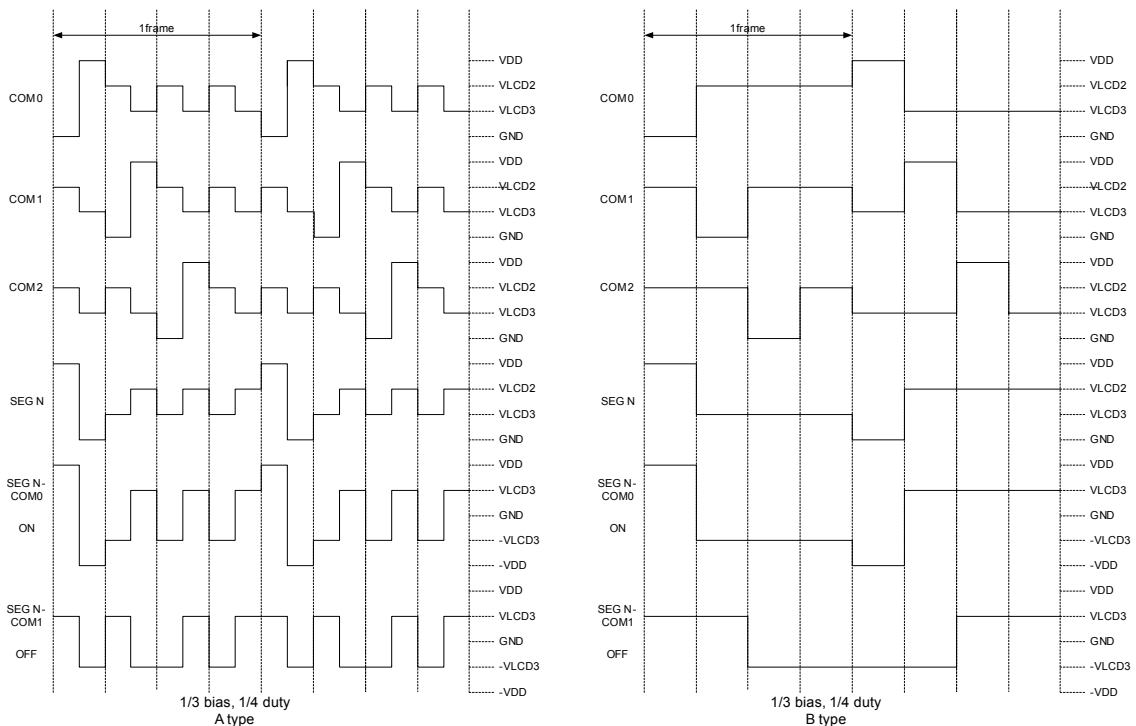 1frame
COM0
VDD
VLCD2
VLCD3
GND
COM1
VDD
VLCD2
VLCD3
GND
COM2
VDD
VLCD2
VLCD3
GND
SEG N
VDD
VLCD2
VLCD3
GND
SEG N-
COM0
ON
VDD
VLCD3
GND
-VLCD3
-VDD
SEG N-
COM1
OFF
VDD
VLCD3
GND
-VLCD3
-VDD
1/3 bias, 1/4 duty
A type
1frame
COM0
VDD
VLCD2
VLCD3
GND
COM1
VDD
VLCD2
VLCD3
GND
COM2
VDD
VLCD2
VLCD3
GND
SEG N
VDD
VLCD2
VLCD3
GND
SEG N-
COM0
ON
VDD
VLCD3
GND
-VLCD3
-VDD
SEG N-
COM1
OFF
VDD
VLCD3
GND
-VLCD3
-VDD
1/3 bias, 1/4 duty
B type